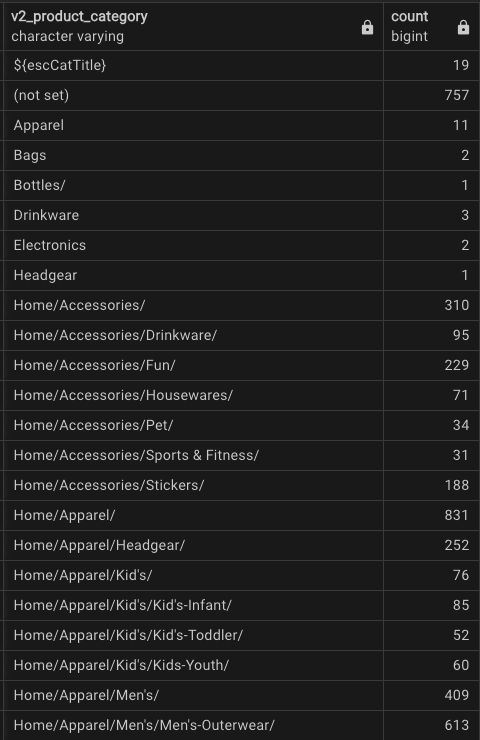 v2_product_category count
character varying bigint
${escCatTitle} 19
(not set) 757
Apparel 11
Bags 2
Bottles/ 1
Drinkware 3
Electronics 2
Headgear 1
Home/Accessories/ 310
Home/Accessories/Drinkware/ 95
Home/Accessories/Fun/ 229
Home/Accessories/Housewares/ 71
Home/Accessories/Pet/ 34
Home/Accessories/Sports & Fitness/ 31
Home/Accessories/Stickers/ 188
Home/Apparel/ 831
Home/Apparel/Headgear/ 252
Home/Apparel/Kid's/ 76
Home/Apparel/Kid's/Kid's-Infant/ 85
Home/Apparel/Kid's/Kid's-Toddler/ 52
Home/Apparel/Kid's/Kids-Youth/ 60
Home/Apparel/Men's/ 409
Home/Apparel/Men's/Men's-Outerwear/ 613